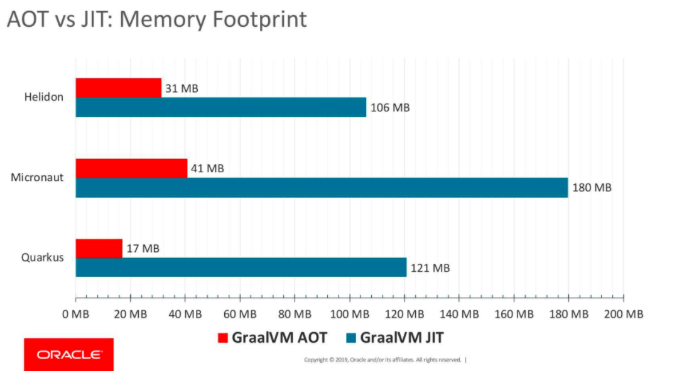 AOT vs JIT: Memory Footprint
Helidon
31 MB
106 MB
Micronaut
41 MB
180 MB
Quarkus
17 MB
121 MB
0 MB 20 MB 40 MB 60 MB 80 MB 100 MB 120 MB 140 MB 160 MB 180 MB 200 MB
GraalVM AOT GraalVM JIT
ORACLE
Copyright © 2019, Oracle and/or its affiliates. All rights reserved. |